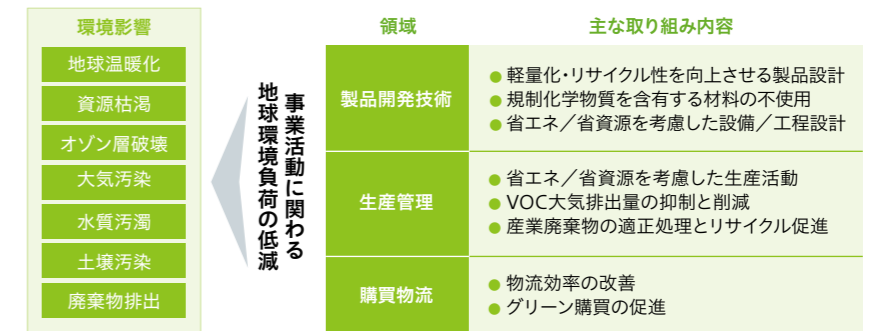 環境影響
地球温暖化
資源枯渇
オゾン層破壊
大気汚染
水質汚濁
土壌汚染
廃棄物排出
事業活動に関わる
地球環境負荷の低減
領域
主な取り組み内容
製品開発技術
●軽量化・リサイクル性を向上させる製品設計
●規制化学物質を含有する材料の不使用
●省エネ／省資源を考慮した設備／工程設計
生産管理
●省エネ／省資源を考慮した生産活動
●VOC大気排出量の抑制と削減
●産業廃棄物の適正処理とリサイクル促進
購買物流
●物流効率の改善
●グリーン購買の促進